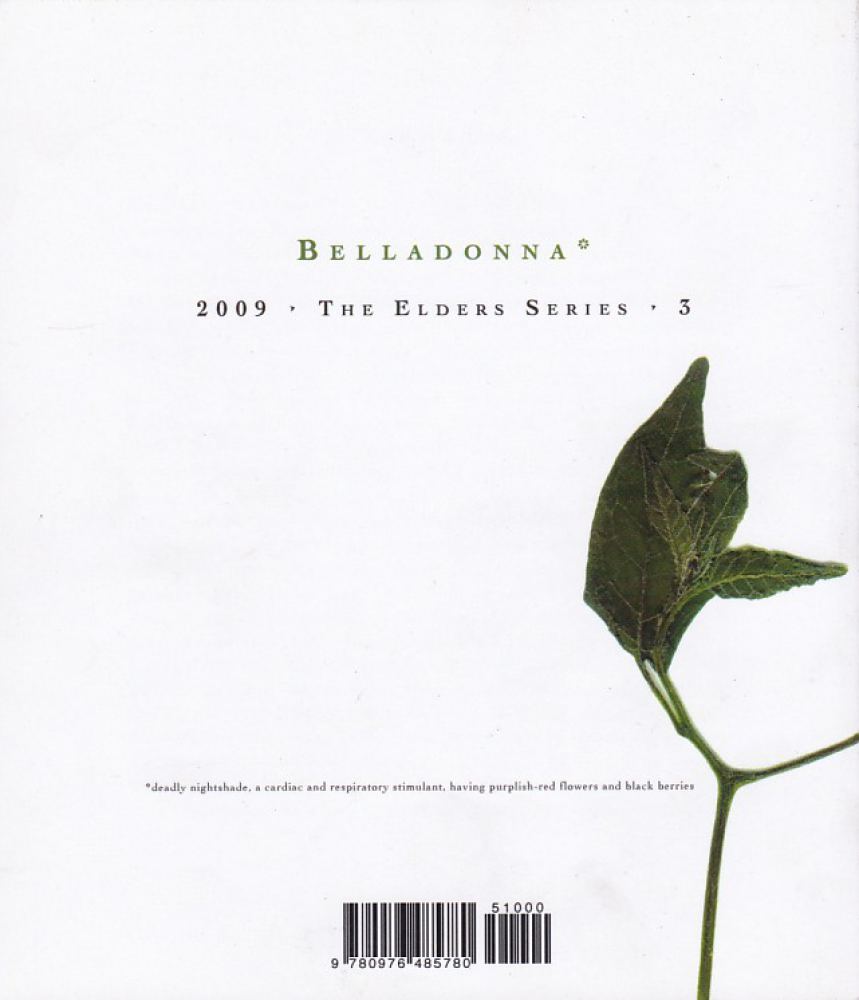 BELLADONNA*
2009 · THE ELDERS SERIES · 3
*deadly nightshade, a cardiac and respiratory stimulant, having purplish-red flowers and black berries
51000
9 780976 485780